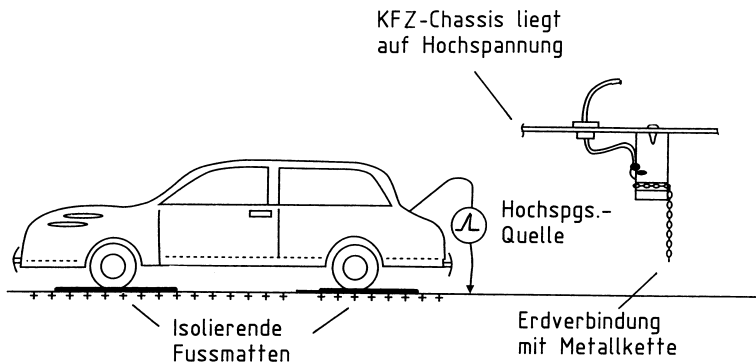 KFZ-Chassis liegt
auf Hochspannung
Hochspgs.-
Quelle
Isolierende
Fussmatten
Erdverbindung
mit Metallkette